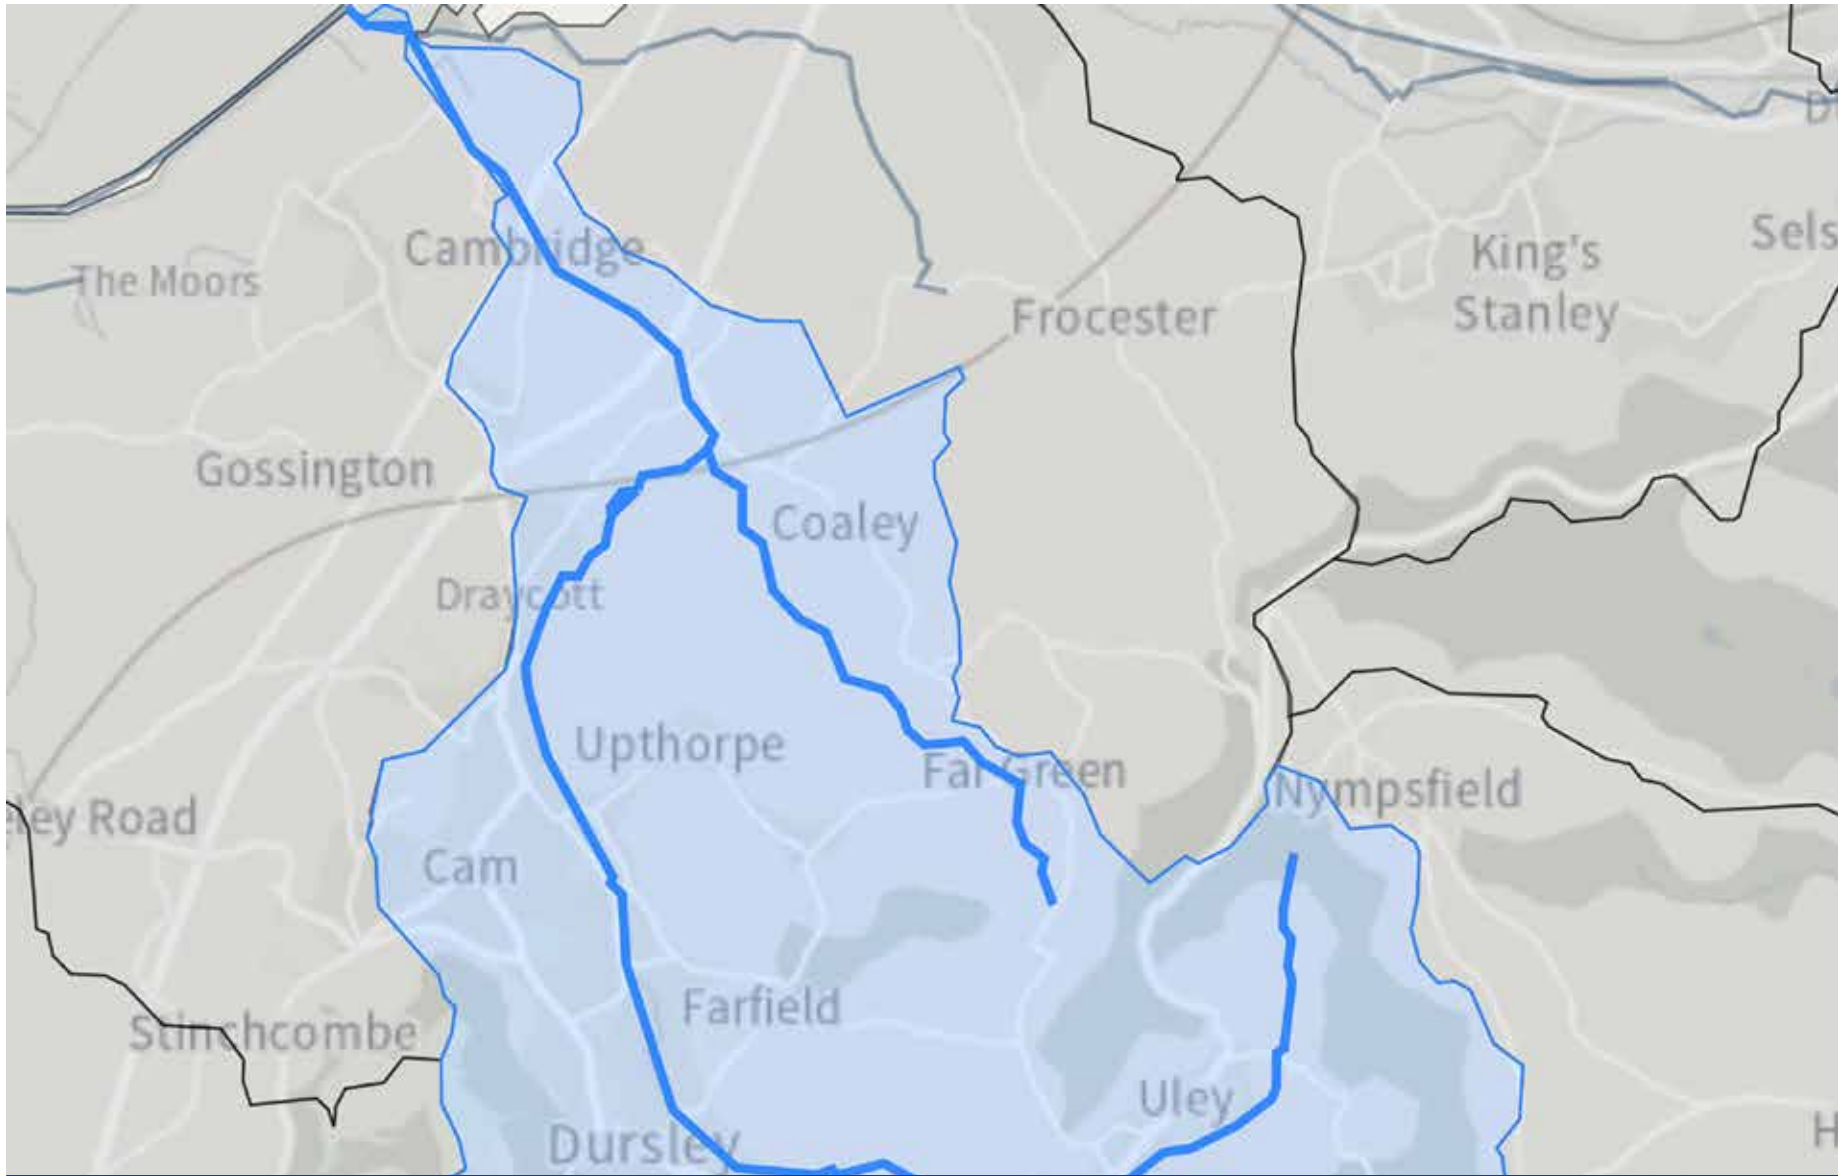 Cambridge
The Moors
King's
Stanley
Sels
Frocester
Gossington
Coaley
Draycott
Upthorpe
Far Green
Nympsfield
eley Road
Cam
Farfield
Stinchcombe
Uley
Dursley
H